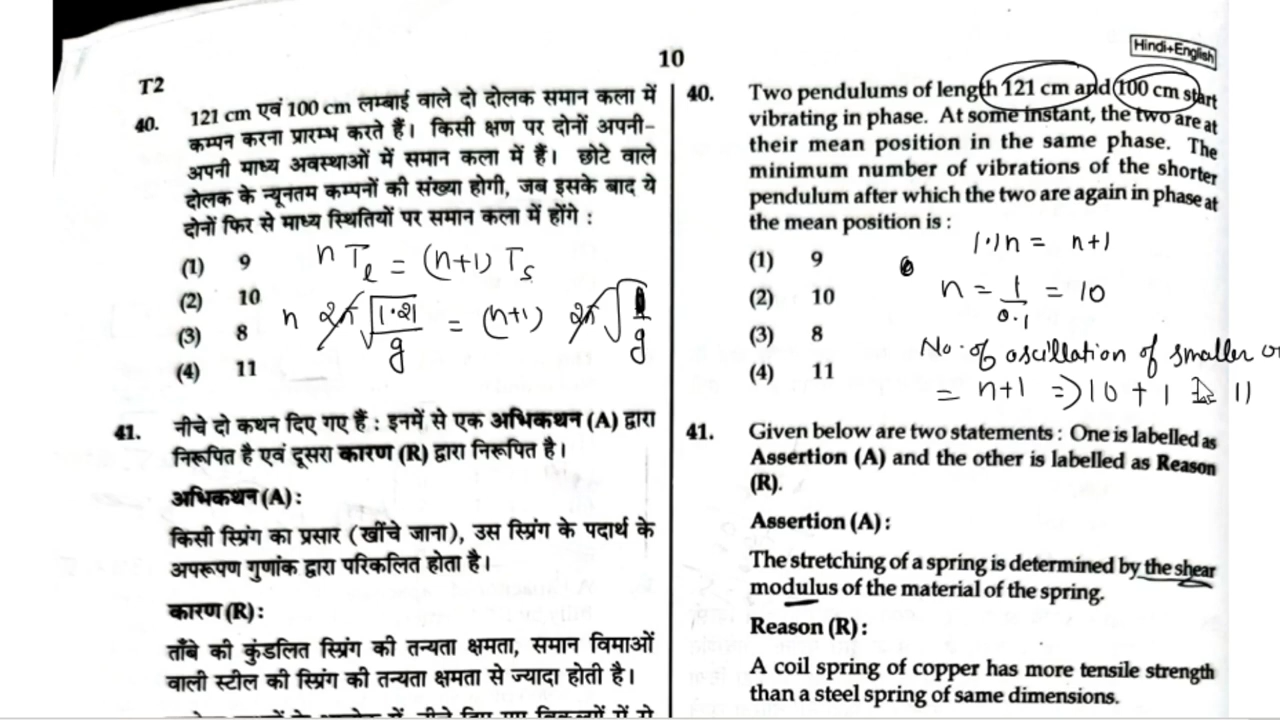 Hindi+English
10
T2
40.
121 cm एवं 100 cm लम्बाई वाले दो दोलक समान कला में
कम्पन करना प्रारम्भ करते हैं। किसी क्षण पर दोनों अपनी-
अपनी माध्य अवस्थाओं में समान कला में हैं। छोटे वाले
दोलक के न्यूनतम कम्पनों की संख्या होगी, जब इसके बाद ये
दोनों फिर से माध्य स्थितियों पर समान कला में होंगे :
(1) 9
(2) 10
(3) 8
(4) 11
n T_l = (n+1) T_s
n 2π √(1.21/g) = (n+1) 2π √(1/g)
41.
नीचे दो कथन दिए गए हैं : इनमें से एक अभिकथन (A) द्वारा
निरूपित है एवं दूसरा कारण (R) द्वारा निरूपित है।
अभिकथन (A) :
किसी स्प्रिंग का प्रसार (खींचे जाना), उस स्प्रिंग के पदार्थ के
अपरूपण गुणांक द्वारा परिकलित होता है।
कारण (R) :
ताँबे की कुंडलित स्प्रिंग की तन्यता क्षमता, समान विमाओं
वाली स्टील की स्प्रिंग की तन्यता क्षमता से ज्यादा होती है।
40. Two pendulums of length 121 cm and 100 cm start
vibrating in phase. At some instant, the two are at
their mean position in the same phase. The
minimum number of vibrations of the shorter
pendulum after which the two are again in phase at
the mean position is :
(1) 9
(2) 10
(3) 8
(4) 11
1.1n = n+1
n = 1/0.1 = 10
No. of oscillation of smaller
= n+1 => 10 + 1 11
41. Given below are two statements : One is labelled as
Assertion (A) and the other is labelled as Reason
(R).
Assertion (A) :
The stretching of a spring is determined by the shear
modulus of the material of the spring.
Reason (R) :
A coil spring of copper has more tensile strength
than a steel spring of same dimensions.